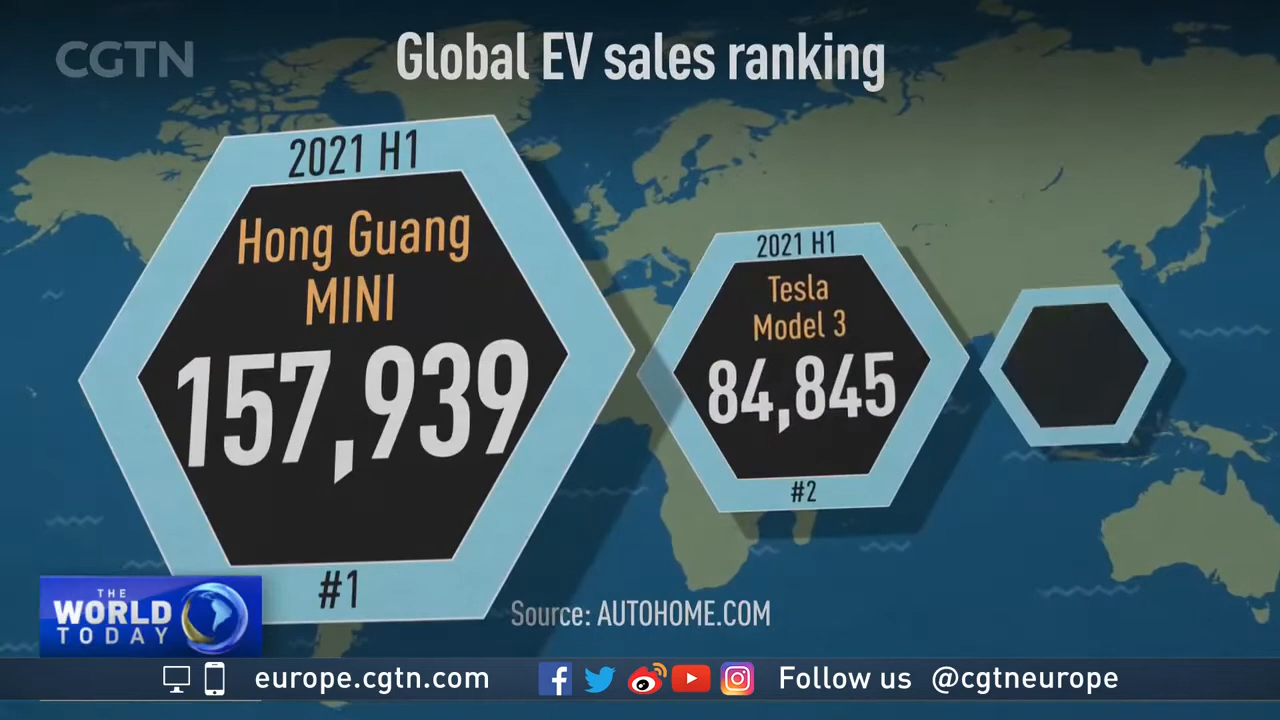 CGTN
Global EV sales ranking
2021 H1
Hong Guang
MINI
157,939
#1
2021 H1
Tesla
Model 3
84,845
#2
Source: AUTOHOME.COM
THE
WORLD
TODAY
europe.cgtn.com
Follow us @cgtneurope